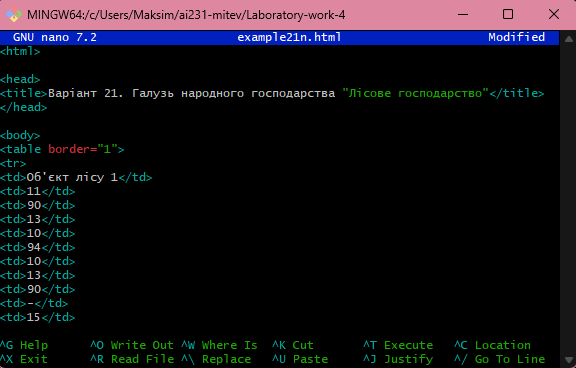 MINGW64:/c/Users/Maksim/ai231-mitev/Laboratory-work-4
GNU nano 7.2 example21n.html Modified
<html>
<head>
<title>Варіант 21. Галузь народного господарства "Лісове господарство"</title>
</head>
<body>
<table border="1">
<tr>
<td>Об'єкт лісу 1</td>
<td>11</td>
<td>90</td>
<td>13</td>
<td>10</td>
<td>94</td>
<td>10</td>
<td>13</td>
<td>90</td>
<td>-</td>
<td>15</td>
^G Help ^O Write Out ^W Where Is ^K Cut ^T Execute ^C Location
^X Exit ^R Read File ^\ Replace ^U Paste ^J Justify ^/ Go To Line